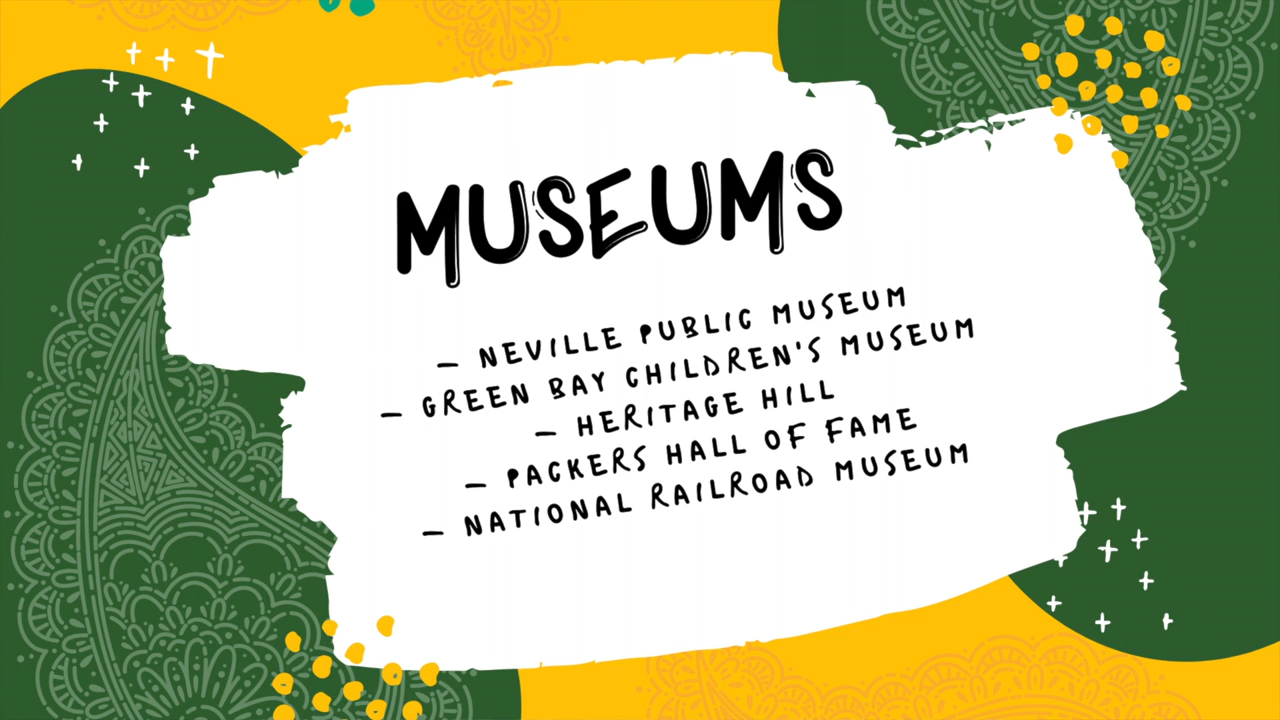 MUSEUMS
– NEVILLE PUBLIC MUSEUM
– GREEN BAY CHILDREN'S MUSEUM
– HERITAGE HILL
– PACKERS HALL OF FAME
– NATIONAL RAILROAD MUSEUM